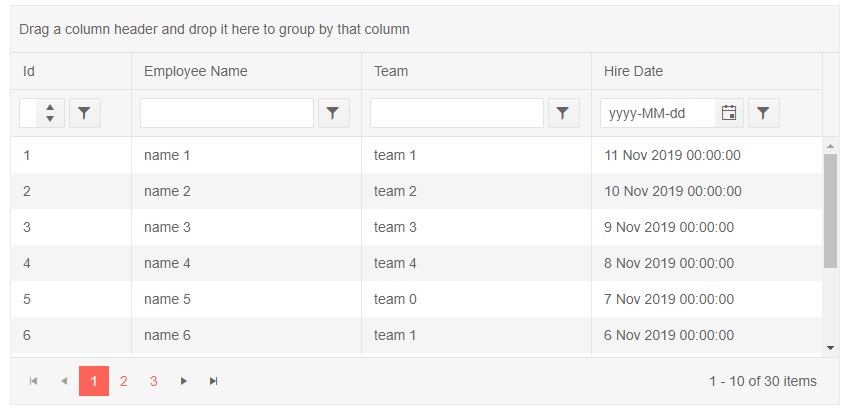 Drag a column header and drop it here to group by that column
Id Employee Name Team Hire Date
yyyy-MM-dd
1 name 1 team 1 11 Nov 2019 00:00:00
2 name 2 team 2 10 Nov 2019 00:00:00
3 name 3 team 3 9 Nov 2019 00:00:00
4 name 4 team 4 8 Nov 2019 00:00:00
5 name 5 team 0 7 Nov 2019 00:00:00
6 name 6 team 1 6 Nov 2019 00:00:00
1 2 3 1 - 10 of 30 items